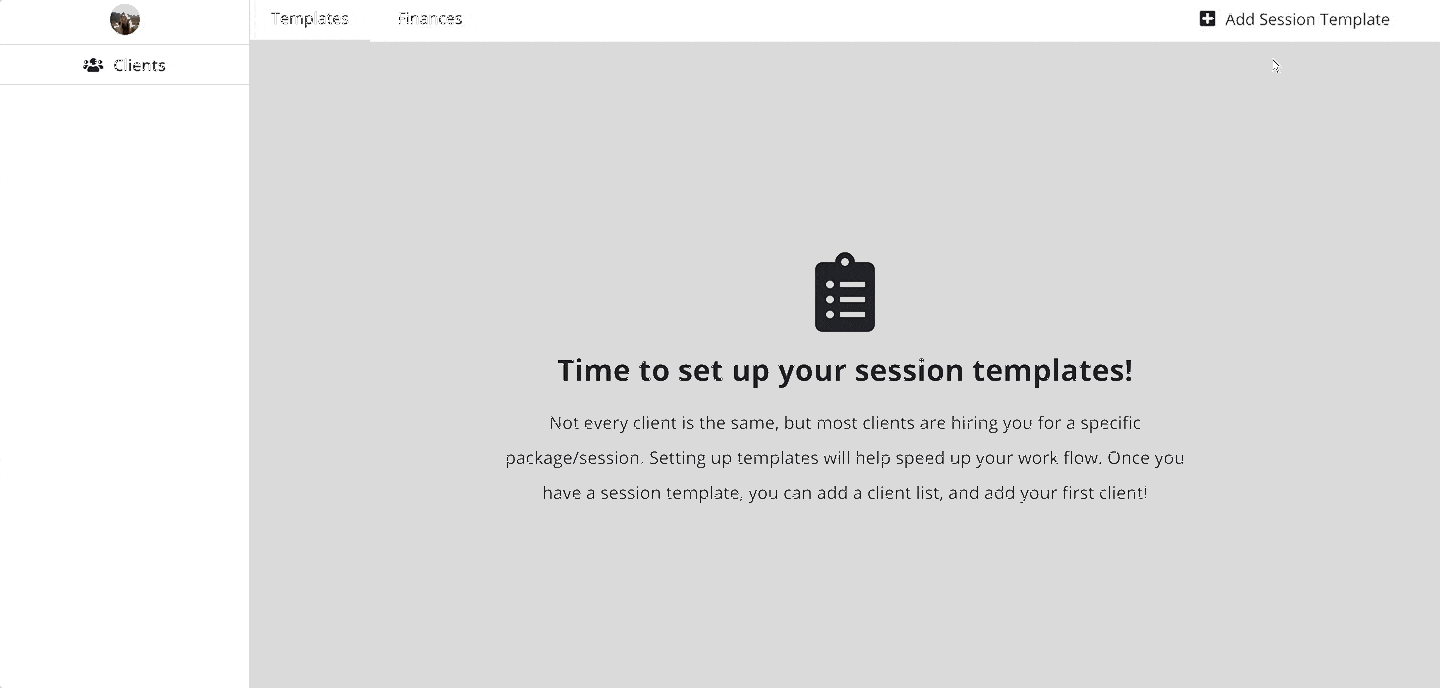 Templates
Finances
Add Session Template
Clients
Time to set up your session templates!
Not every client is the same, but most clients are hiring you for a specific
package/session. Setting up templates will help speed up your work flow. Once you
have a session template, you can add a client list, and add your first client!